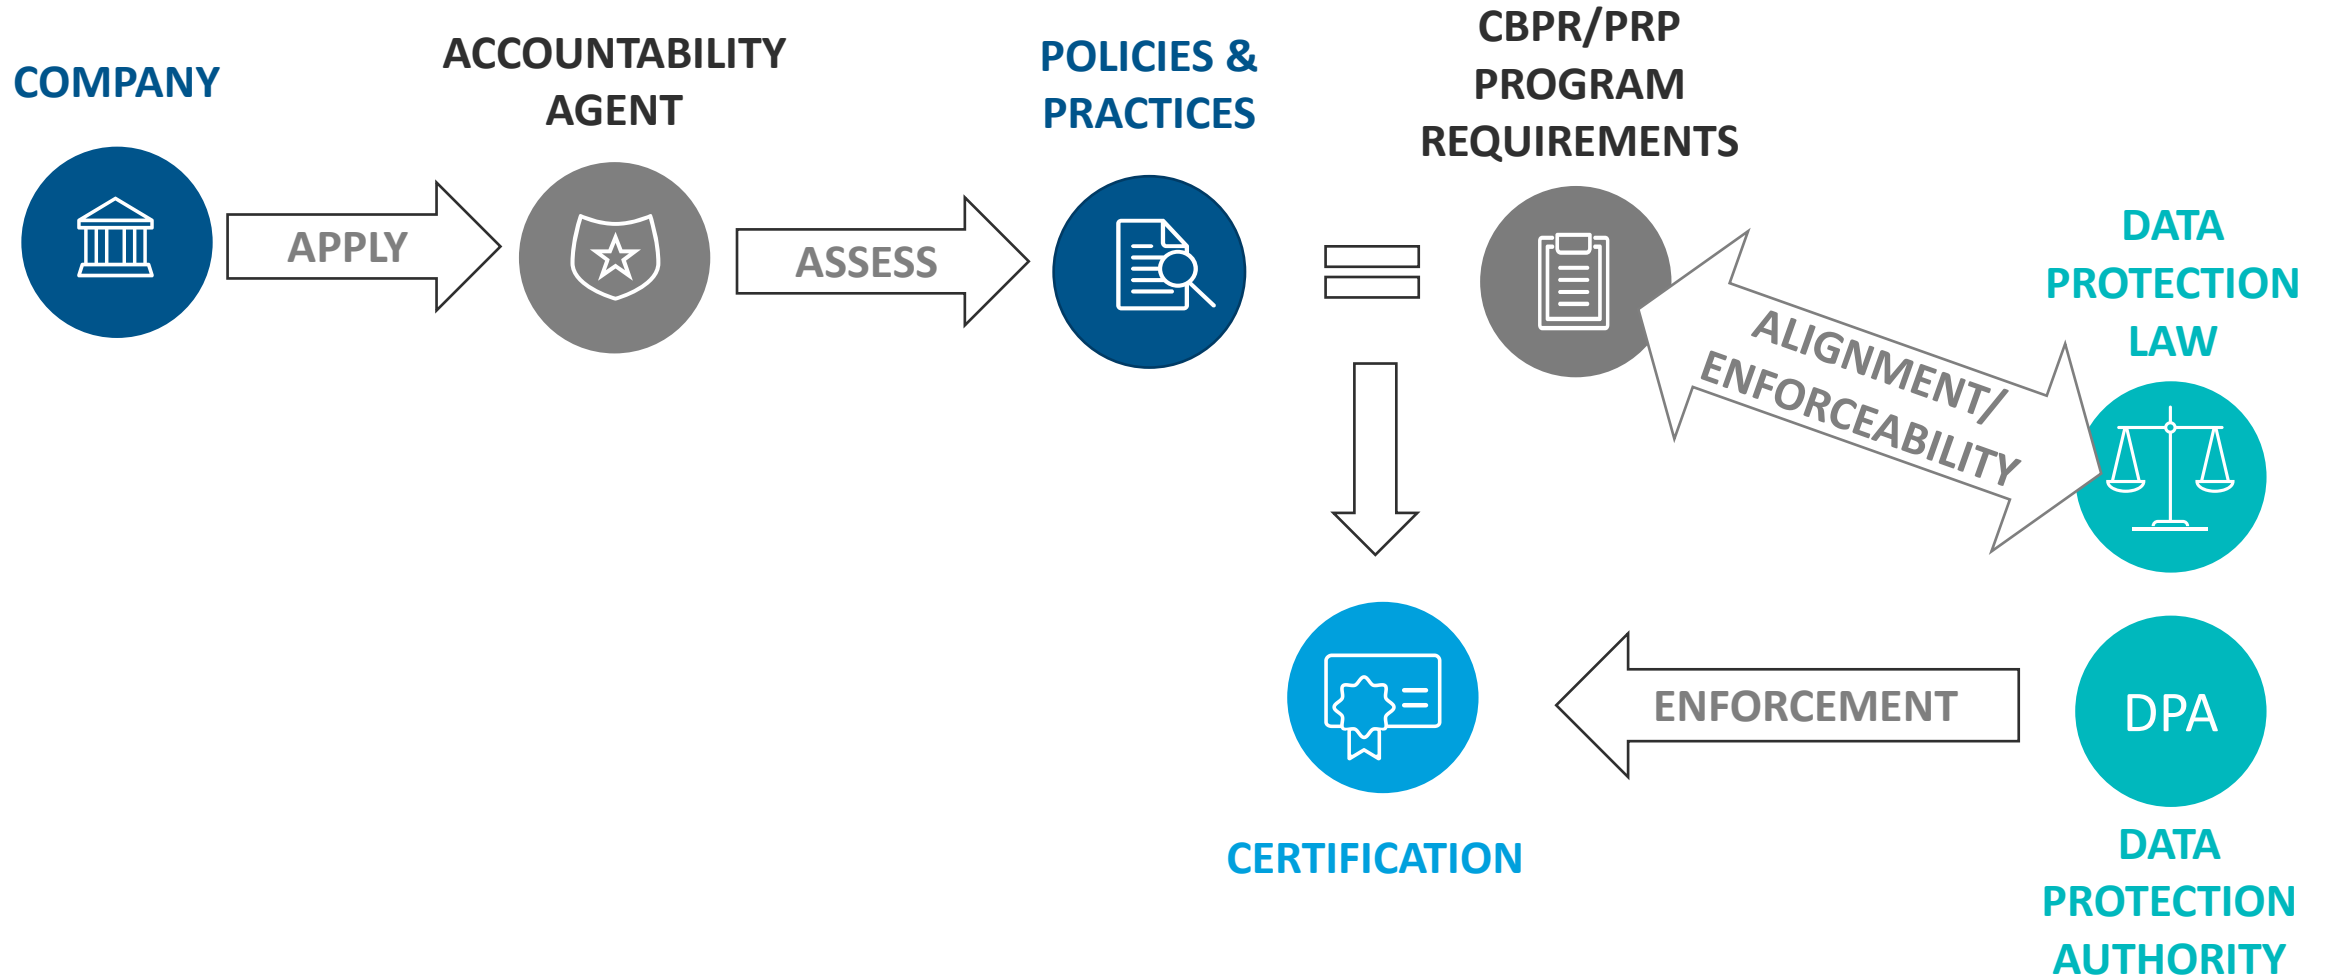 COMPANY
ACCOUNTABILITY
AGENT
POLICIES &
PRACTICES
CBPR/PRP
PROGRAM
REQUIREMENTS
APPLY
ASSESS
ALIGNMENT/
ENFORCEABILITY
DATA
PROTECTION
LAW
CERTIFICATION
ENFORCEMENT
DPA
DATA
PROTECTION
AUTHORITY